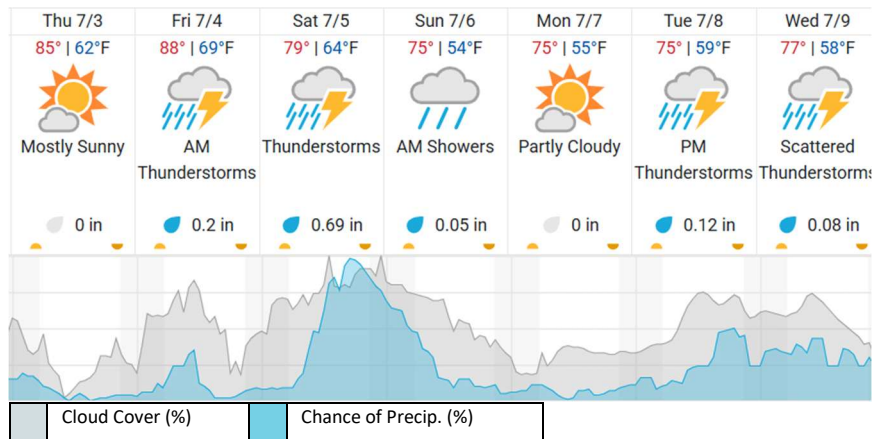 Thu 7/3 Fri 7/4 Sat 7/5 Sun 7/6 Mon 7/7 Tue 7/8 Wed 7/9
85° | 62°F 88° | 69°F 79° | 64°F 75° | 54°F 75° | 55°F 75° | 59°F 77° | 58°F
Mostly Sunny AM Thunderstorms AM Showers Partly Cloudy PM Scattered
Thunderstorms Thunderstorms Thunderstorms
0 in 0.2 in 0.69 in 0.05 in 0 in 0.12 in 0.08 in
Cloud Cover (%) Chance of Precip. (%)